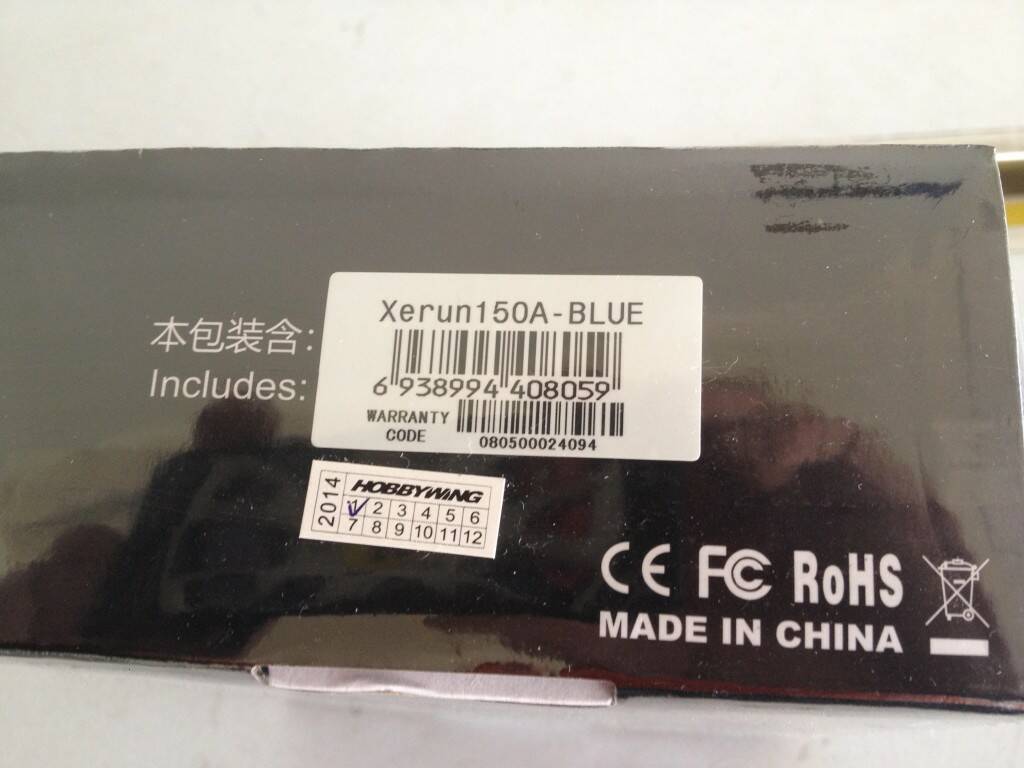 Xerun150A-BLUE
本包装含:
Includes:
6 938994 408059
WARRANTY
CODE
080500024094
2014
HOBBYWING
1 2 3 4 5 6
7 8 9 10 11 12
CE FC RoHS
MADE IN CHINA